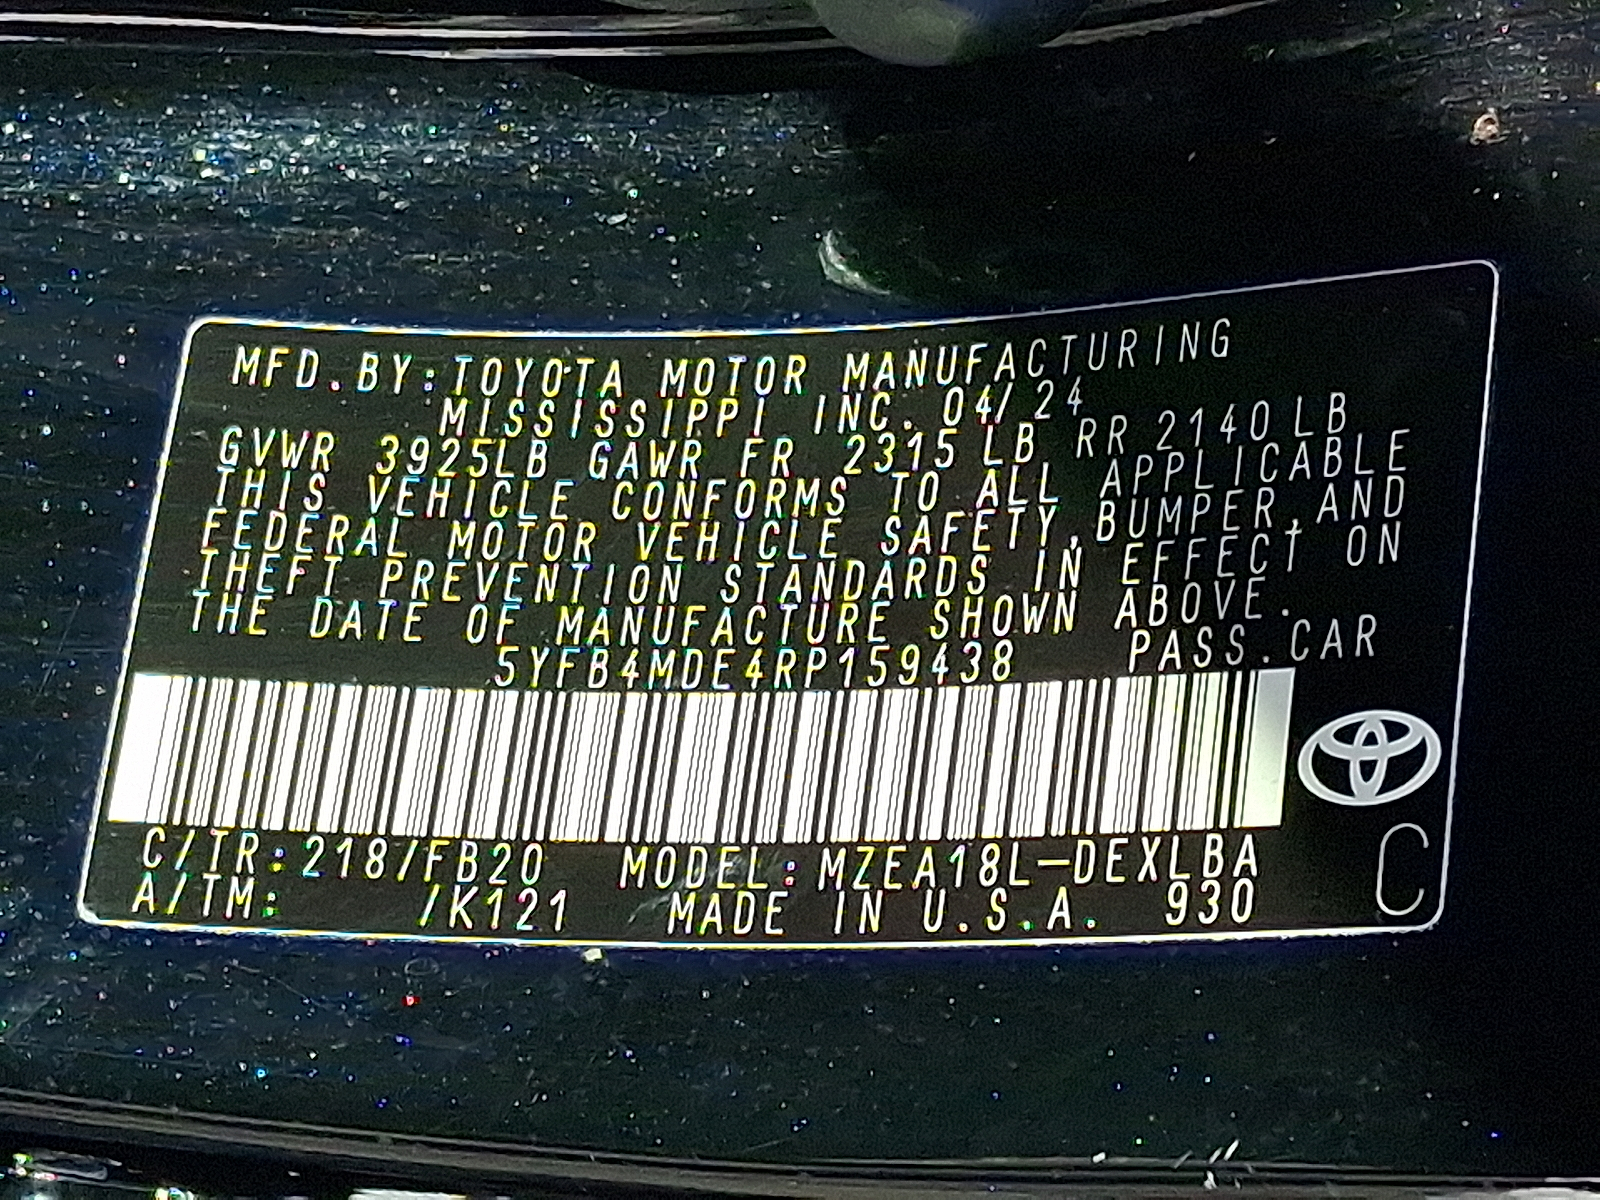 MFD.BY:TOYOTA MOTOR MANUFACTURING
MISSISSIPPI INC. 04/24
GVWR 3925LB GAWR FR 2315 LB RR 2140 LB
THIS VEHICLE CONFORMS TO ALL APPLICABLE
FEDERAL MOTOR VEHICLE SAFETY, BUMPER, AND
THEFT PREVENTION STANDARDS IN EFFECT ON
THE DATE OF MANUFACTURE SHOWN ABOVE.
5YFB4MDE4RP159438 PASS.CAR
C/TR:218/FB20 MODEL:MZEA18L-DEXLBA
A/TM: /K121 MADE IN U.S.A. 930
C